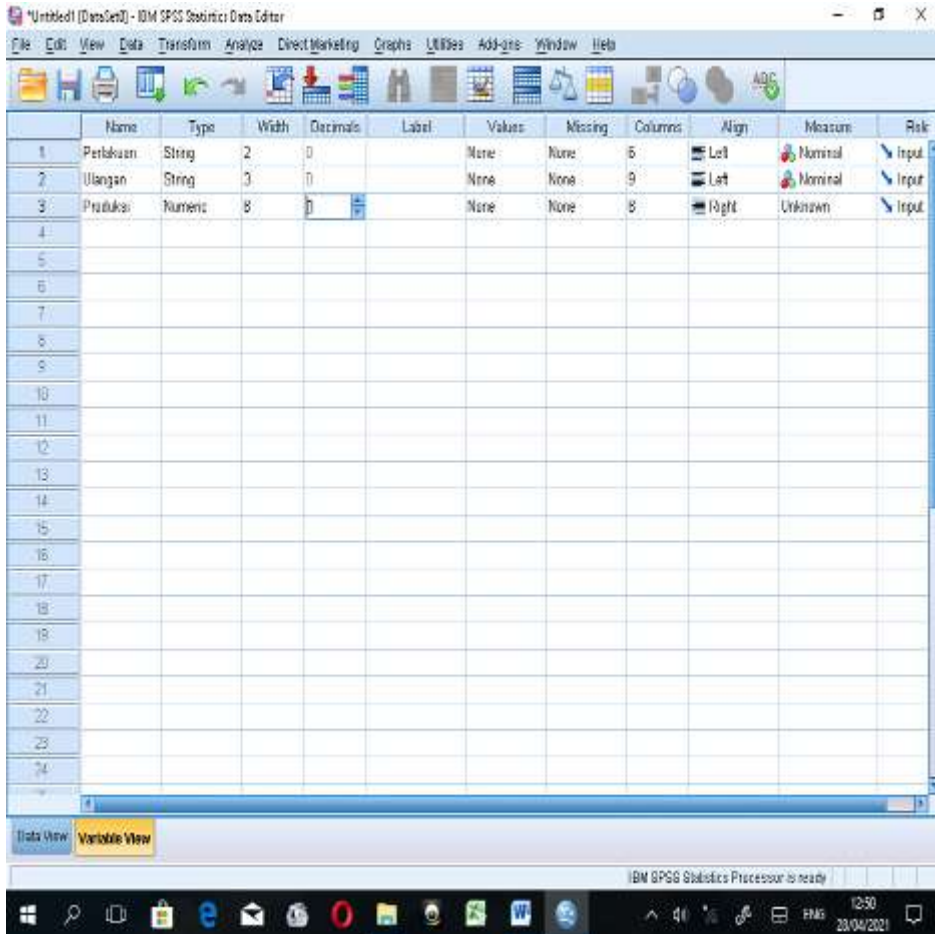 *Untitled1 [DataSet0] - IBM SPSS Statistics Data Editor
File Edit View Data Transform Analyze Direct Marketing Graphs Utilities Add-ons Window Help
Name Type Width Decimals Label Values Missing Columns Align Measure
1 Perlakuan String 2 0 None None 6 Left Nominal Input
2 Ulangan String 3 0 None None 9 Left Nominal Input
3 Produksi Numeric 8 0 None None 8 Right Unknown Input
4
5
6
7
8
9
10
11
12
13
14
15
16
17
18
19
20
21
22
23
24
Data View Variable View
IBM SPSS Statistics Processor is ready
ENG 12:50
28/04/2021